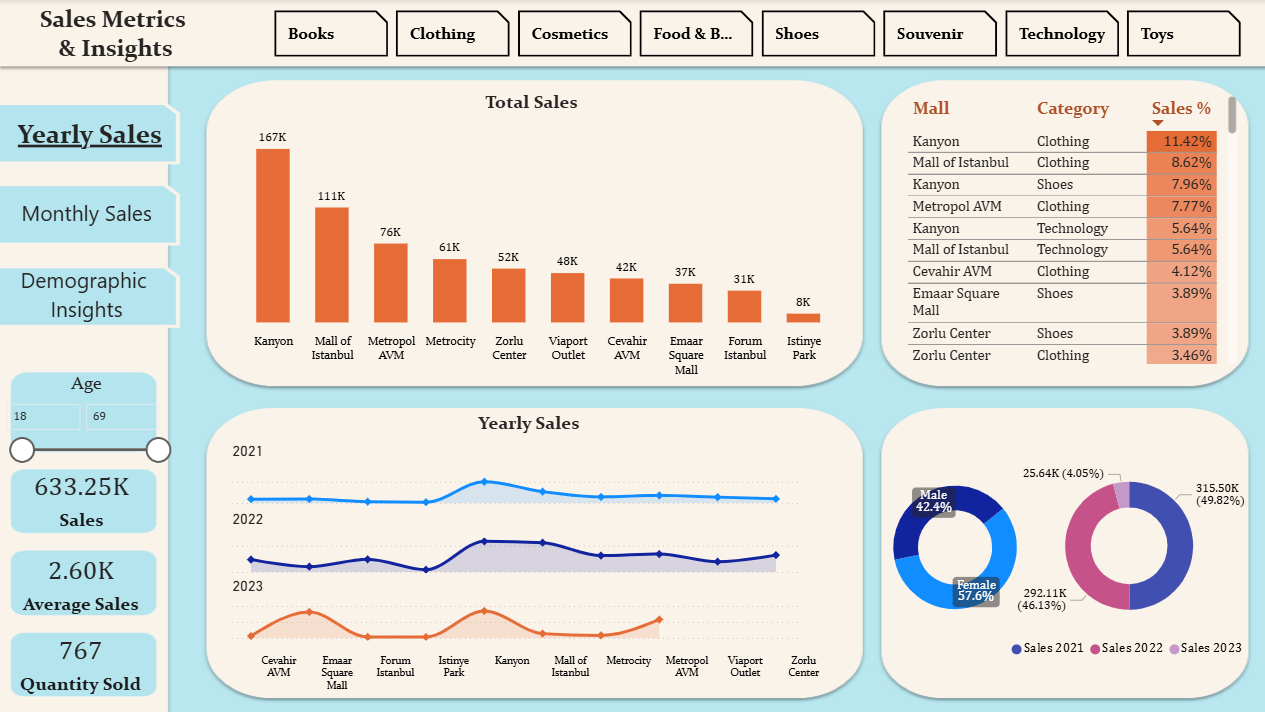 Sales Metrics
& Insights
Books
Clothing
Cosmetics
Food & B...
Shoes
Souvenir
Technology
Toys
Yearly Sales
Monthly Sales
Demographic
Insights
Age
18
69
633.25K
Sales
2.60K
Average Sales
767
Quantity Sold
Total Sales
167K
111K
76K
61K
52K
48K
42K
37K
31K
8K
Kanyon
Mall of
Istanbul
Metropol
AVM
Metrocity
Zorlu
Center
Viaport
Outlet
Cevahir
AVM
Emaar
Square
Mall
Forum
Istanbul
Istinye
Park
Mall Category Sales %
Kanyon Clothing 11.42%
Mall of Istanbul Clothing 8.62%
Kanyon Shoes 7.96%
Metropol AVM Clothing 7.77%
Kanyon Technology 5.64%
Mall of Istanbul Technology 5.64%
Cevahir AVM Clothing 4.12%
Emaar Square Shoes 3.89%
Mall
Zorlu Center Shoes 3.89%
Zorlu Center Clothing 3.46%
Yearly Sales
2021
2022
2023
Cevahir
AVM
Emaar
Square
Mall
Forum
Istanbul
Istinye
Park
Kanyon
Mall of
Istanbul
Metrocity
Metropol
AVM
Viaport
Outlet
Zorlu
Center
Male
42.4%
Female
57.6%
25.64K (4.05%)
315.50K
(49.82%)
292.11K
(46.13%)
Sales 2021 Sales 2022 Sales 2023